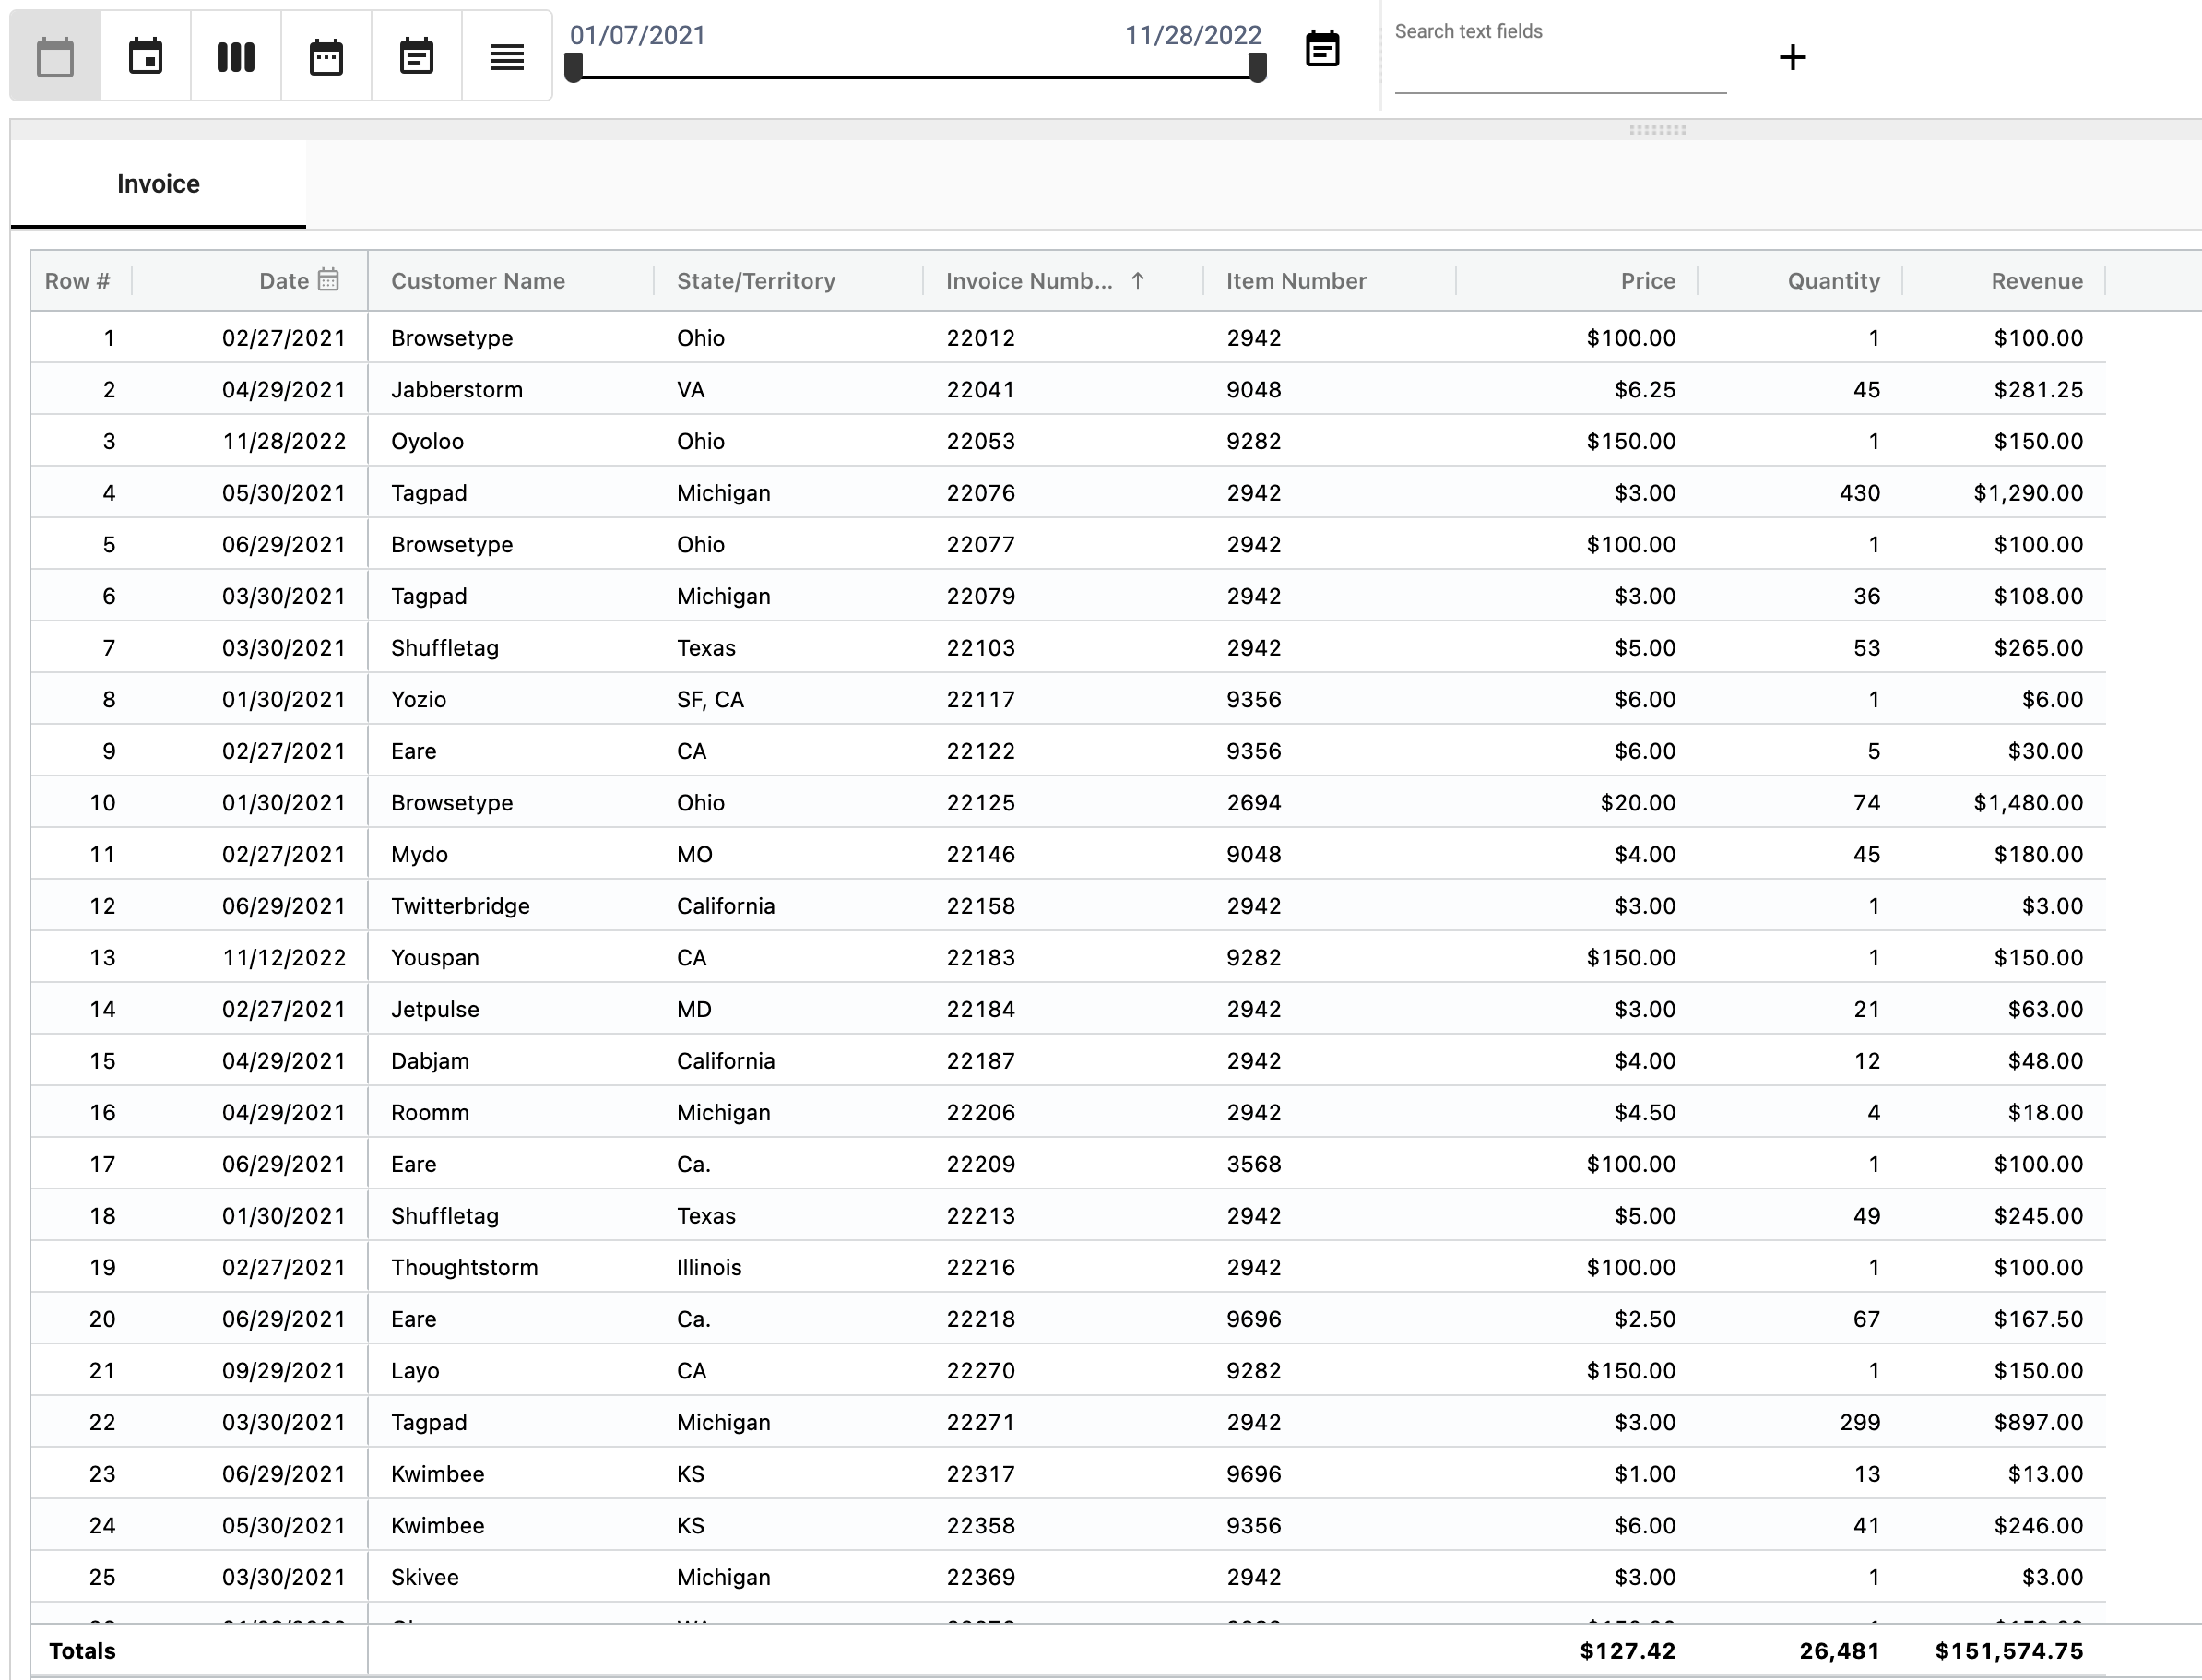 01/07/2021 11/28/2022 Search text fields
Invoice
Row # Date Customer Name State/Territory Invoice Numb... ↑ Item Number Price Quantity Revenue
1 02/27/2021 Browsetype Ohio 22012 2942 $100.00 1 $100.00
2 04/29/2021 Jabberstorm VA 22041 9048 $6.25 45 $281.25
3 11/28/2022 Oyoloo Ohio 22053 9282 $150.00 1 $150.00
4 05/30/2021 Tagpad Michigan 22076 2942 $3.00 430 $1,290.00
5 06/29/2021 Browsetype Ohio 22077 2942 $100.00 1 $100.00
6 03/30/2021 Tagpad Michigan 22079 2942 $3.00 36 $108.00
7 03/30/2021 Shuffletag Texas 22103 2942 $5.00 53 $265.00
8 01/30/2021 Yozio SF, CA 22117 9356 $6.00 1 $6.00
9 02/27/2021 Eare CA 22122 9356 $6.00 5 $30.00
10 01/30/2021 Browsetype Ohio 22125 2694 $20.00 74 $1,480.00
11 02/27/2021 Mydo MO 22146 9048 $4.00 45 $180.00
12 06/29/2021 Twitterbridge California 22158 2942 $3.00 1 $3.00
13 11/12/2022 Youspan CA 22183 9282 $150.00 1 $150.00
14 02/27/2021 Jetpulse MD 22184 2942 $3.00 21 $63.00
15 04/29/2021 Dabjam California 22187 2942 $4.00 12 $48.00
16 04/29/2021 Roomm Michigan 22206 2942 $4.50 4 $18.00
17 06/29/2021 Eare Ca. 22209 3568 $100.00 1 $100.00
18 01/30/2021 Shuffletag Texas 22213 2942 $5.00 49 $245.00
19 02/27/2021 Thoughtstorm Illinois 22216 2942 $100.00 1 $100.00
20 06/29/2021 Eare Ca. 22218 9696 $2.50 67 $167.50
21 09/29/2021 Layo CA 22270 9282 $150.00 1 $150.00
22 03/30/2021 Tagpad Michigan 22271 2942 $3.00 299 $897.00
23 06/29/2021 Kwimbee KS 22317 9696 $1.00 13 $13.00
24 05/30/2021 Kwimbee KS 22358 9356 $6.00 41 $246.00
25 03/30/2021 Skivee Michigan 22369 2942 $3.00 1 $3.00
Totals $127.42 26,481 $151,574.75